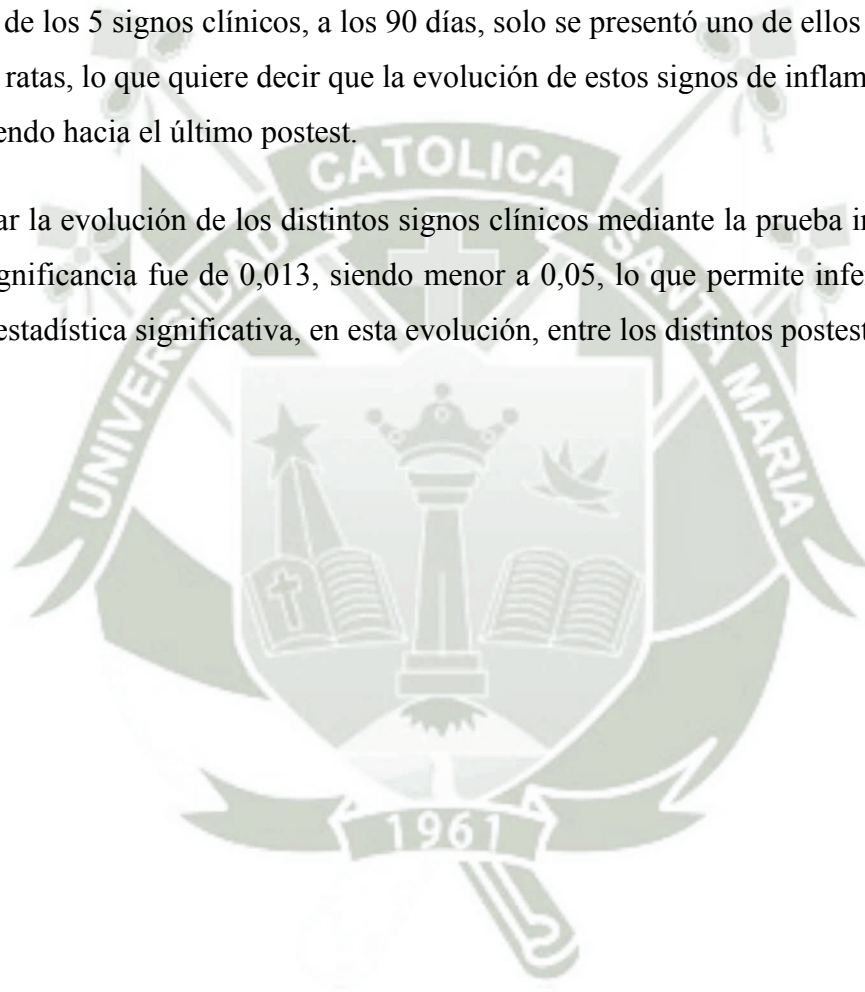 de los 5 signos clínicos, a los 90 días, solo se presentó uno de ellos
ratas, lo que quiere decir que la evolución de estos signos de inflam
endo hacia el último postest.
ar la evolución de los distintos signos clínicos mediante la prueba in
gnificancia fue de 0,013, siendo menor a 0,05, lo que permite infe
estadística significativa, en esta evolución, entre los distintos postest
UNIVERSIDAD CATOLICA SANTA MARIA
1961